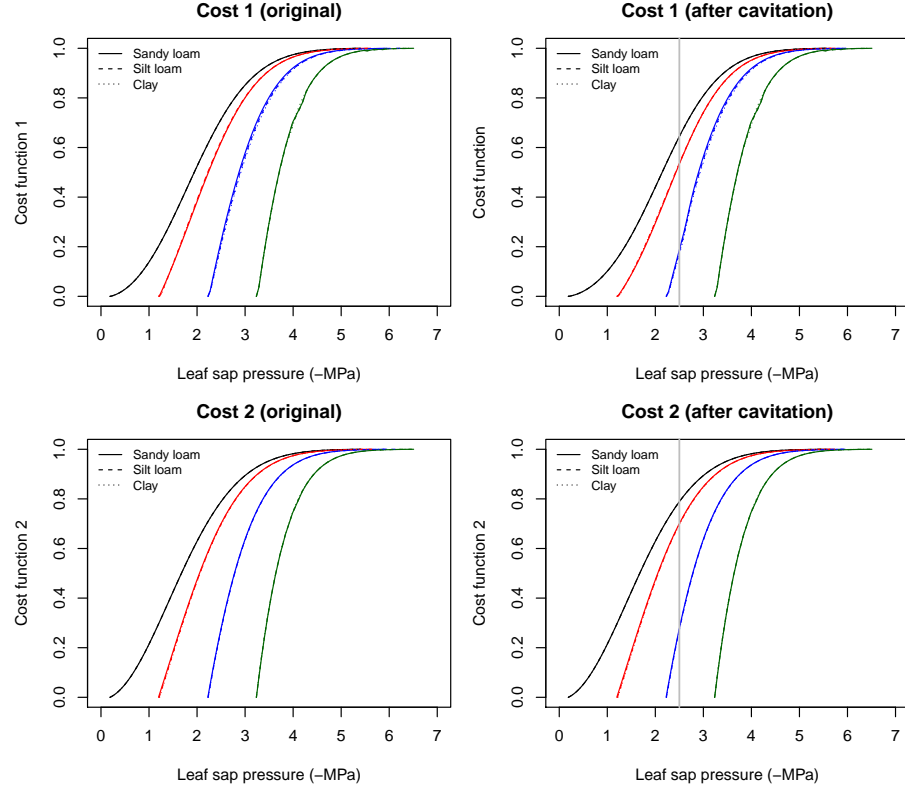 Cost 1 (original)
Cost function 1
0.0 0.2 0.4 0.6 0.8 1.0
Sandy loam
Silt loam
Clay
0 1 2 3 4 5 6 7
Leaf sap pressure (−MPa)
Cost 1 (after cavitation)
Cost function
0.0 0.2 0.4 0.6 0.8 1.0
Sandy loam
Silt loam
Clay
0 1 2 3 4 5 6 7
Leaf sap pressure (−MPa)
Cost 2 (original)
Cost function 2
0.0 0.2 0.4 0.6 0.8 1.0
Sandy loam
Silt loam
Clay
0 1 2 3 4 5 6 7
Leaf sap pressure (−MPa)
Cost 2 (after cavitation)
Cost function 2
0.0 0.2 0.4 0.6 0.8 1.0
Sandy loam
Silt loam
Clay
0 1 2 3 4 5 6 7
Leaf sap pressure (−MPa)